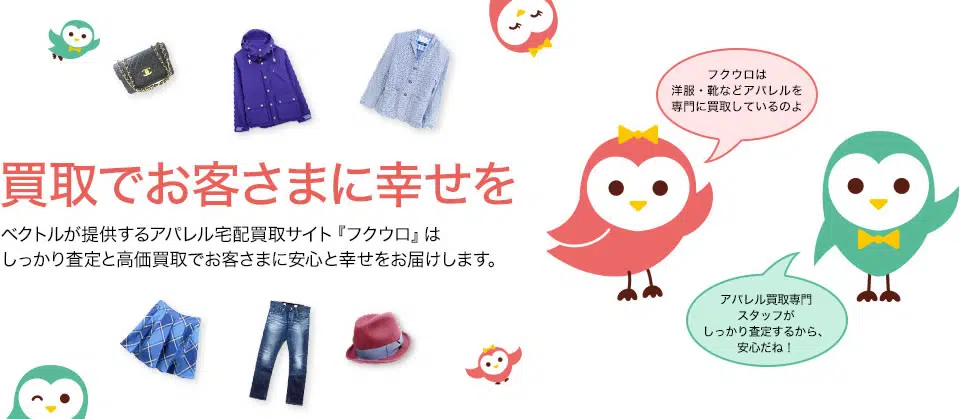 買取でお客さまに幸せを
ベクトルが提供するアパレル宅配買取サイト『フクウロ』は
しっかり査定と高価買取でお客さまに安心と幸せをお届けします。
フクウロは
洋服・靴などアパレルを
専門に買取しているのよ
アパレル買取専門
スタッフが
しっかり査定するから、
安心だね！